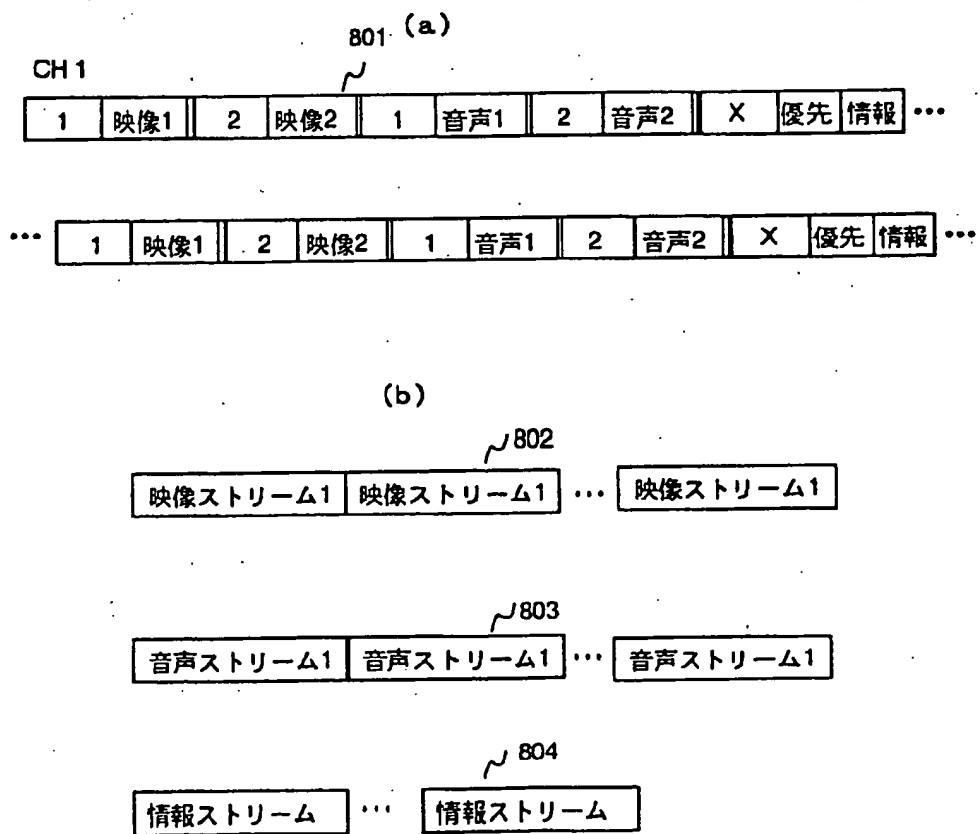 (a)
801
CH 1
1 映像1 2 映像2 1 音声1 2 音声2 X 優先 情報 •••
••• 1 映像1 2 映像2 1 音声1 2 音声2 X 優先 情報 •••
(b)
802
映像ストリーム1 映像ストリーム1 ••• 映像ストリーム1
803
音声ストリーム1 音声ストリーム1 ••• 音声ストリーム1
804
情報ストリーム ••• 情報ストリーム